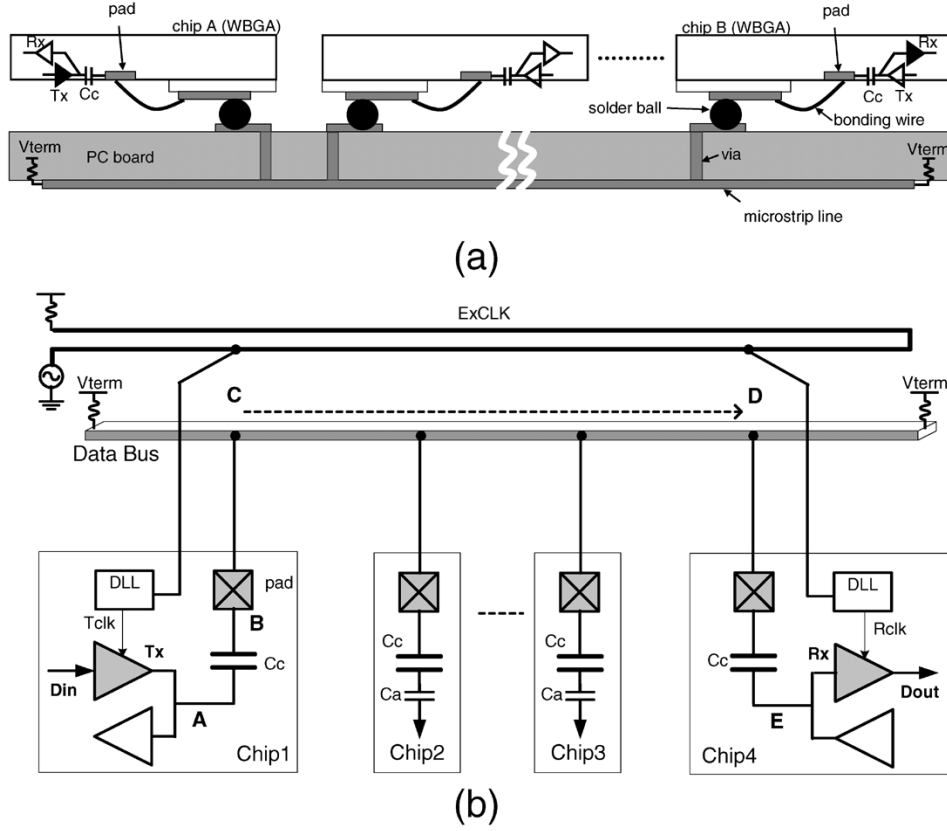 pad
chip A (WBGA)
Rx
Tx
Cc
chip B (WBGA)
pad
Rx
Cc
Tx
solder ball
bonding wire
Vterm
PC board
via
Vterm
microstrip line
(a)
ExCLK
Vterm
C
D
Vterm
Data Bus
DLL
pad
Tclk
B
Tx
Cc
Din
A
Chip1
Cc
Ca
Chip2
Cc
Ca
Chip3
DLL
Rclk
Cc
Rx
Dout
E
Chip4
(b)